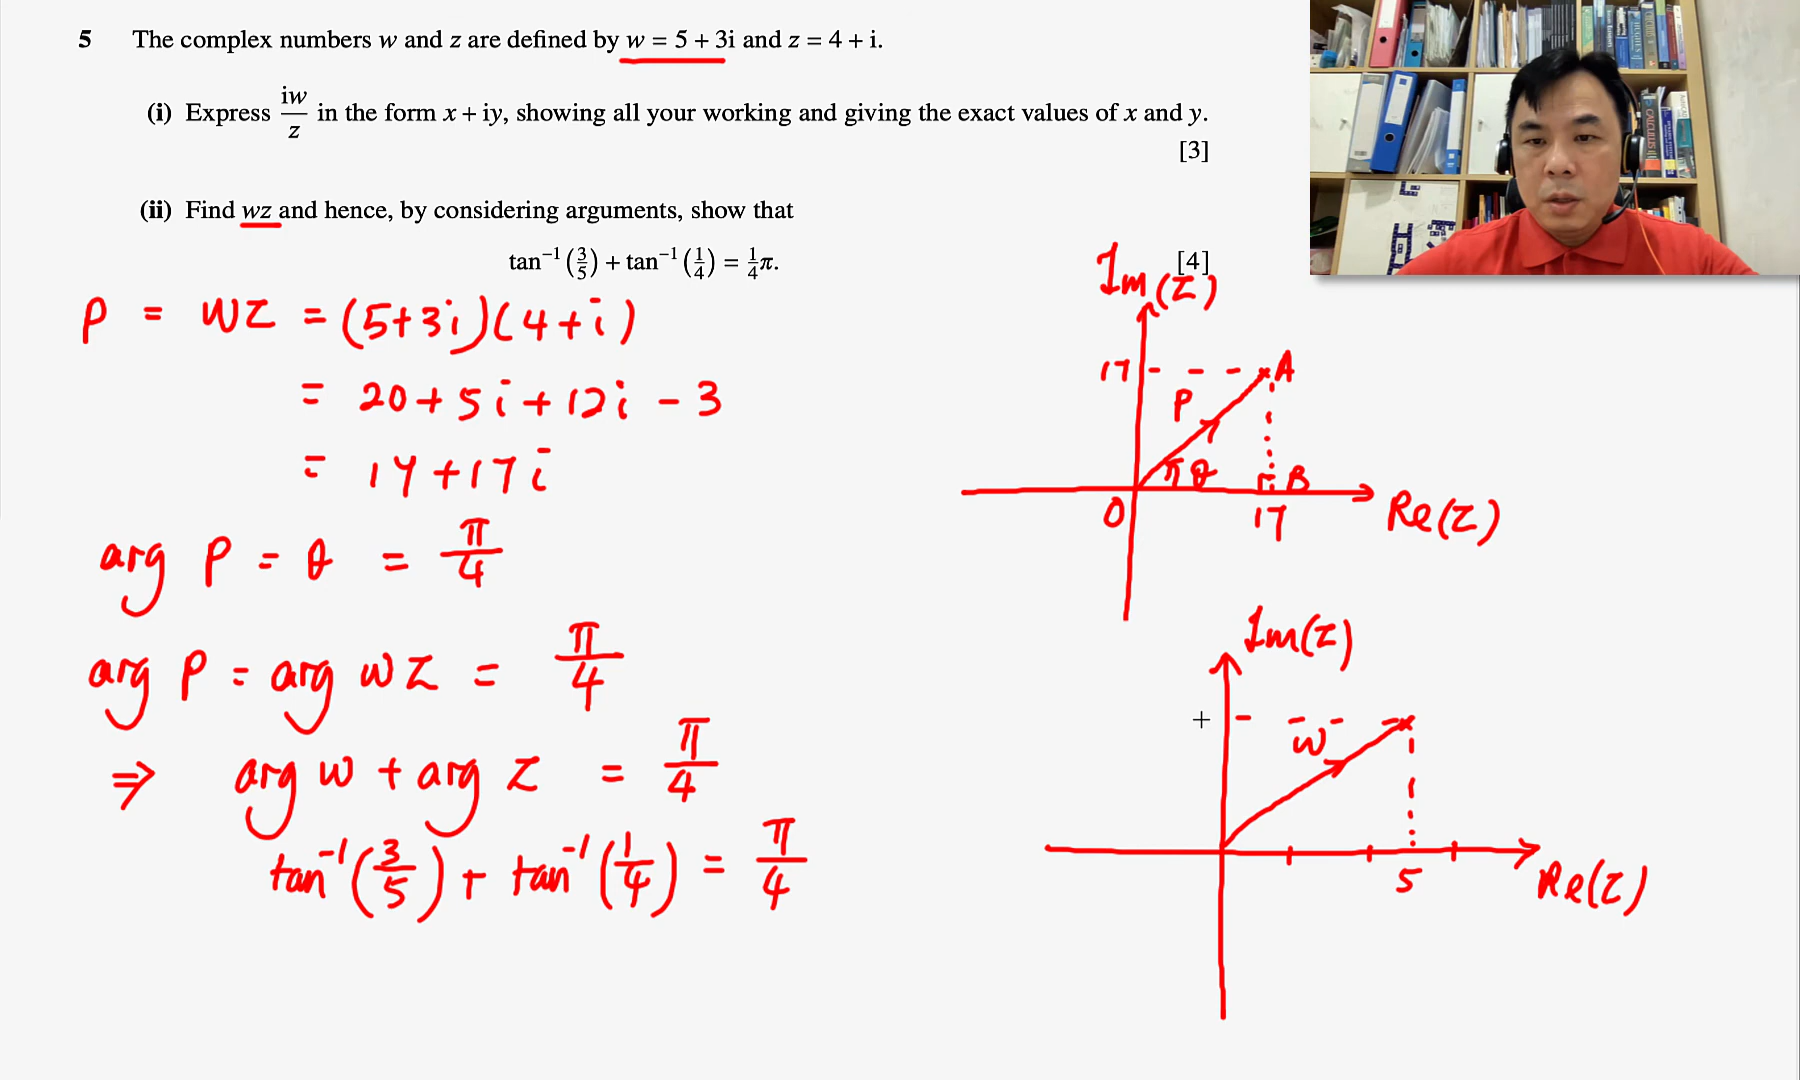 5 The complex numbers w and z are defined by w = 5 + 3i and z = 4 + i.
(i) Express iw/z in the form x + iy, showing all your working and giving the exact values of x and y.
[3]
(ii) Find wz and hence, by considering arguments, show that
tan⁻¹(3/5) + tan⁻¹(1/4) = ¼π.
[4]
P = wz = (5+3i)(4+i)
= 20+5i+12i-3
= 17+17i
arg P = θ = π/4
arg P = arg wz = π/4
⇒ arg w + arg z = π/4
tan⁻¹(3/5) + tan⁻¹(1/4) = π/4
Im(z)
17
A
P
θ
B
0
17
Re(z)
Im(z)
w
5
Re(z)
CALCULUS